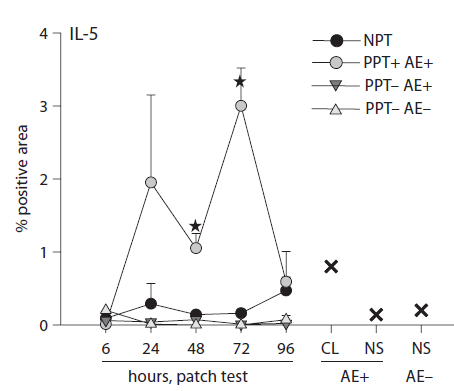 IL-5
NPT
PPT+ AE+
PPT– AE+
PPT– AE–
% positive area
4
3
2
1
0
6 24 48 72 96 CL NS NS
hours, patch test AE+ AE–